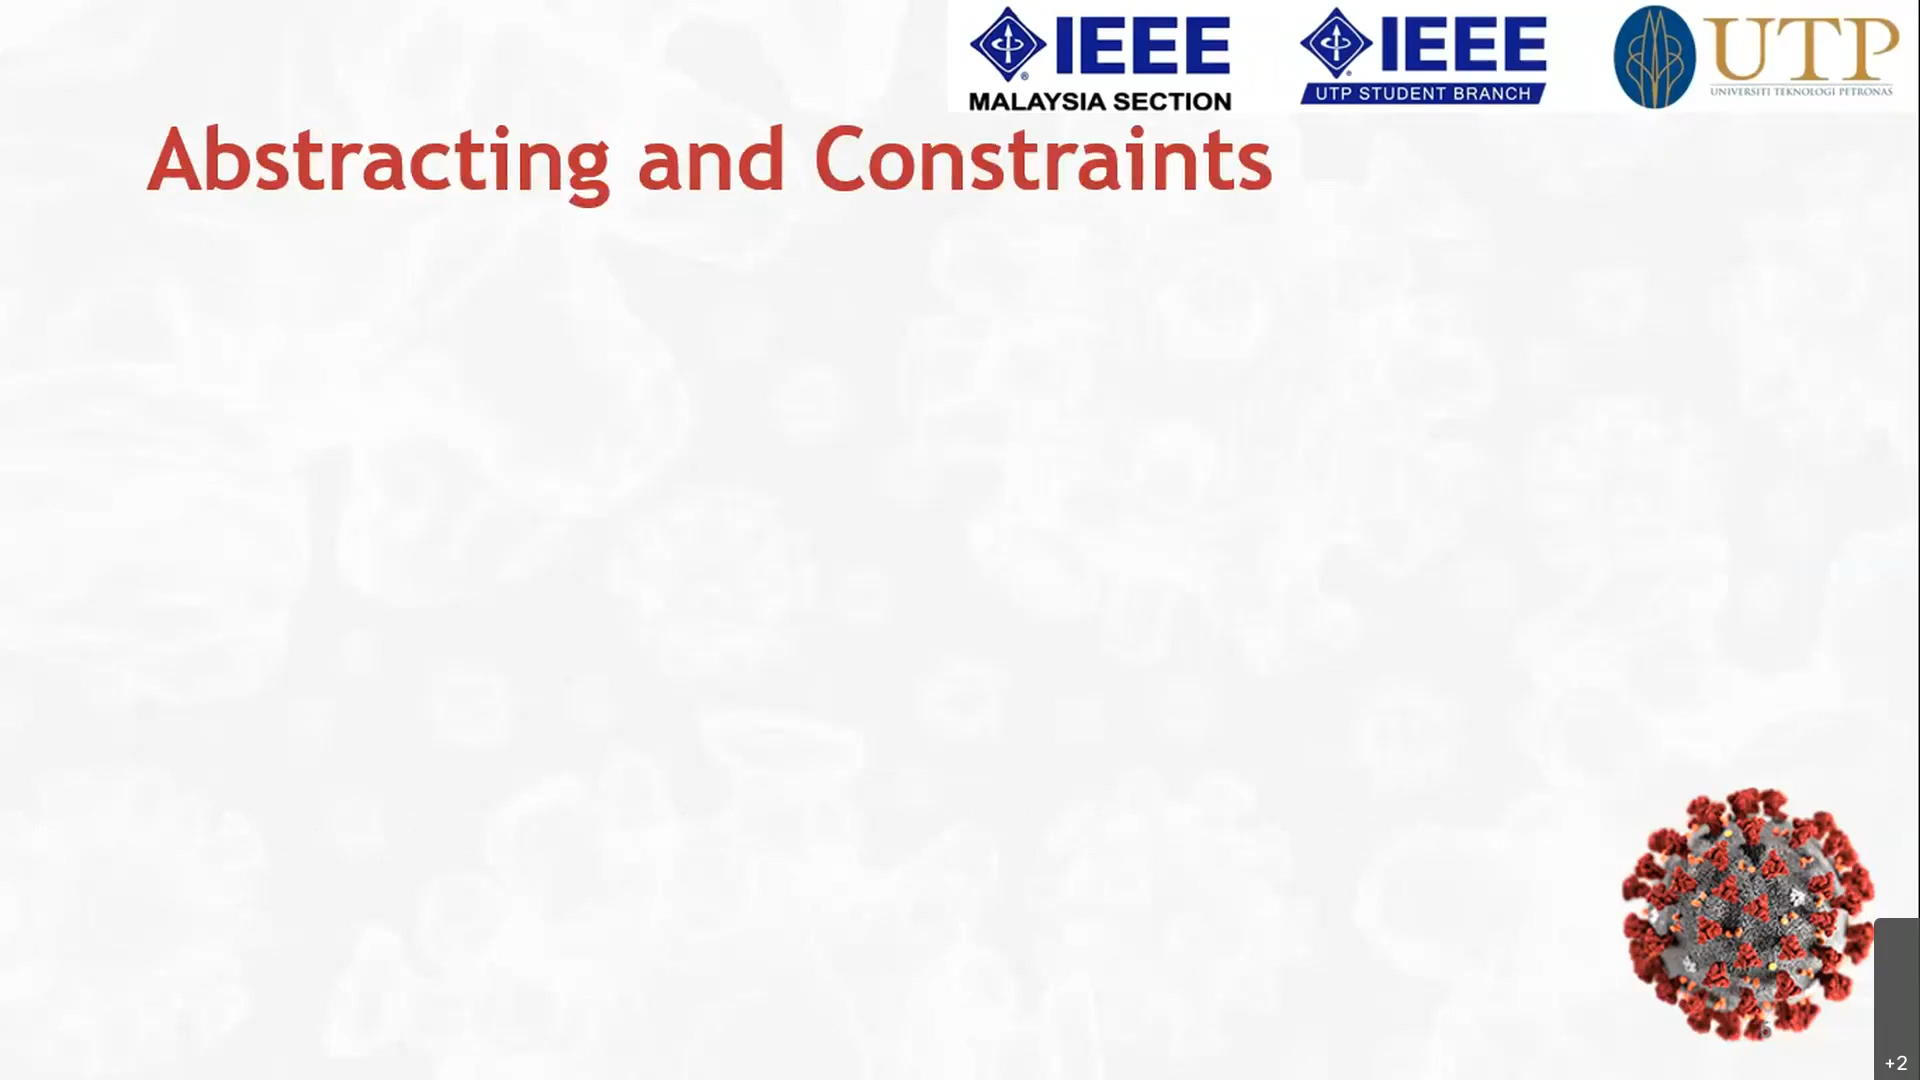 IEEE
MALAYSIA SECTION
IEEE
UTP STUDENT BRANCH
UTP
UNIVERSITI TEKNOLOGI PETRONAS
Abstracting and Constraints
+2